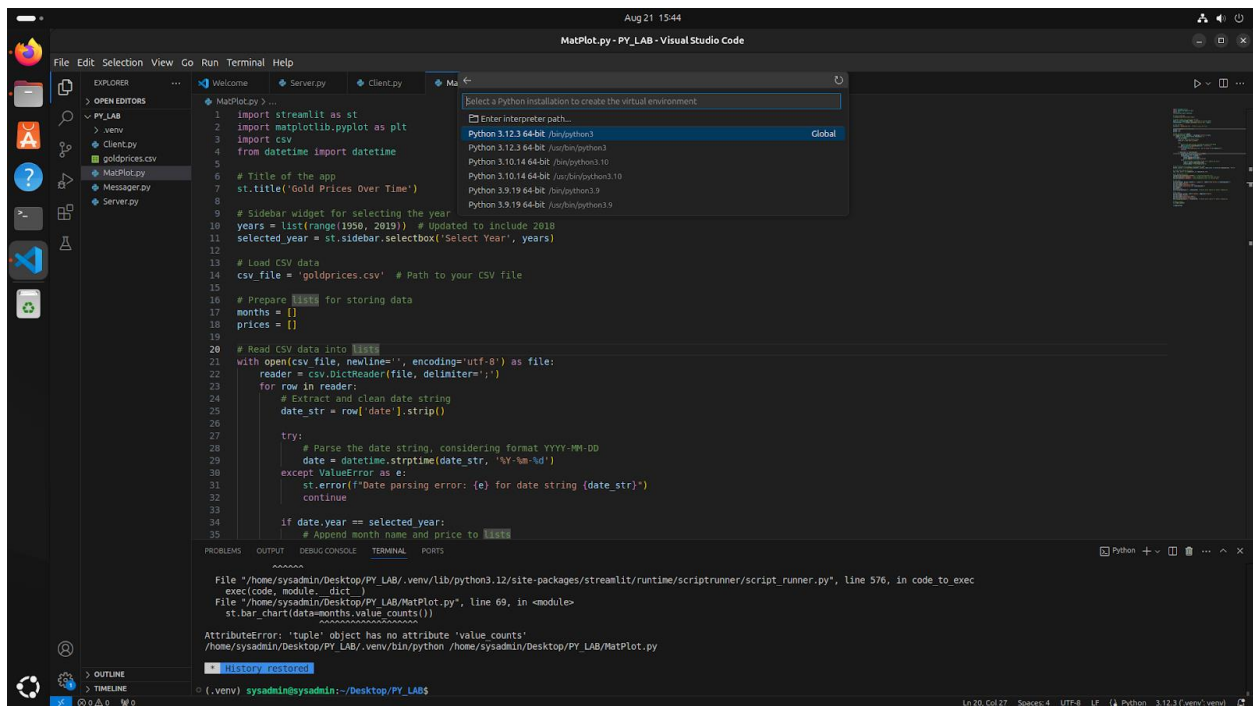 Aug 21 15:44
MatPlot.py - PY_LAB - Visual Studio Code
File Edit Selection View Go Run Terminal Help
EXPLORER
OPEN EDITORS
PY_LAB
.venv
Client.py
goldprices.csv
MatPlot.py
Messager.py
Server.py
OUTLINE
TIMELINE
Welcome Server.py Client.py Ma
MatPlot.py > ...
Select a Python installation to create the virtual environment
Enter interpreter path...
Python 3.12.3 64-bit /bin/python3 Global
Python 3.12.3 64-bit /usr/bin/python3
Python 3.10.14 64-bit /bin/python3.10
Python 3.10.14 64-bit /usr/bin/python3.10
Python 3.9.19 64-bit /bin/python3.9
Python 3.9.19 64-bit /usr/bin/python3.9
1 import streamlit as st
2 import matplotlib.pyplot as plt
3 import csv
4 from datetime import datetime
5
6 # Title of the app
7 st.title('Gold Prices Over Time')
8
9 # Sidebar widget for selecting the year
10 years = list(range(1950, 2019)) # Updated to include 2018
11 selected_year = st.sidebar.selectbox('Select Year', years)
12
13 # Load CSV data
14 csv_file = 'goldprices.csv' # Path to your CSV file
15
16 # Prepare lists for storing data
17 months = []
18 prices = []
19
20 # Read CSV data into lists
21 with open(csv_file, newline='', encoding='utf-8') as file:
22 reader = csv.DictReader(file, delimiter=';')
23 for row in reader:
24 # Extract and clean date string
25 date_str = row['date'].strip()
26
27 try:
28 # Parse the date string, considering format YYYY-MM-DD
29 date = datetime.strptime(date_str, '%Y-%m-%d')
30 except ValueError as e:
31 st.error(f"Date parsing error: {e} for date string {date_str}")
32 continue
33
34 if date.year == selected_year:
35 # Append month name and price to lists
PROBLEMS OUTPUT DEBUG CONSOLE TERMINAL PORTS
Python
^^^^^^
File "/home/sysadmin/Desktop/PY_LAB/.venv/lib/python3.12/site-packages/streamlit/runtime/scriptrunner/script_runner.py", line 576, in code_to_exec
exec(code, module.__dict__)
File "/home/sysadmin/Desktop/PY_LAB/MatPlot.py", line 69, in <module>
st.bar_chart(data=months.value_counts())
^^^^^^^^^^^^^^^^^^^
AttributeError: 'tuple' object has no attribute 'value_counts'
/home/sysadmin/Desktop/PY_LAB/.venv/bin/python /home/sysadmin/Desktop/PY_LAB/MatPlot.py
* History restored
(.venv) sysadmin@sysadmin:~/Desktop/PY_LAB$
0 0 0 Ln 20, Col 27 Spaces: 4 UTF-8 LF Python 3.12.3 ('.venv': venv)